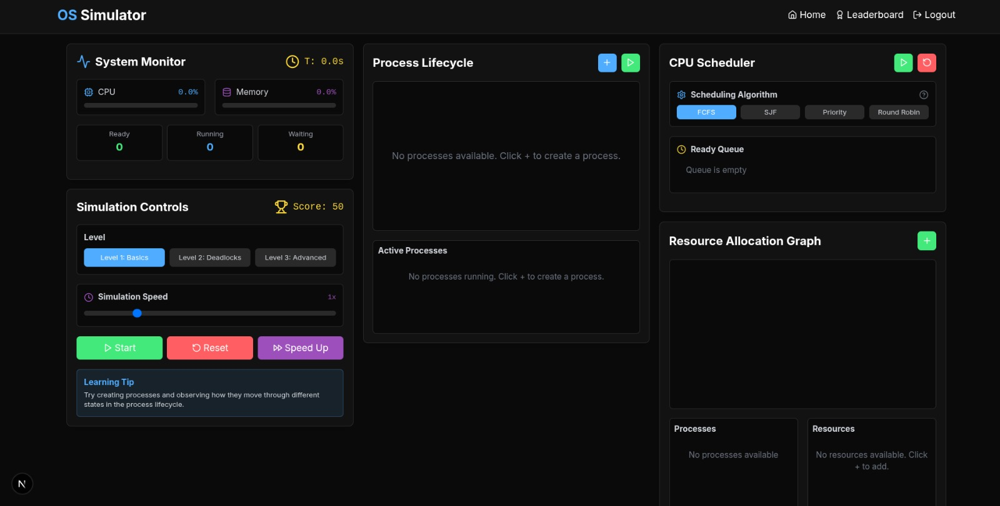 OS Simulator
Home
Leaderboard
Logout
System Monitor
T: 0.0s
CPU
0.0%
Memory
0.0%
Ready
0
Running
0
Waiting
0
Simulation Controls
Score: 50
Level
Level 1: Basics
Level 2: Deadlocks
Level 3: Advanced
Simulation Speed
1x
Start
Reset
Speed Up
Learning Tip
Try creating processes and observing how they move through different
states in the process lifecycle.
Process Lifecycle
+
No processes available. Click + to create a process.
Active Processes
No processes running. Click + to create a process.
CPU Scheduler
Scheduling Algorithm
?
FCFS
SJF
Priority
Round Robin
Ready Queue
Queue is empty
Resource Allocation Graph
+
Processes
No processes available
Resources
No resources available. Click
+ to add.
N